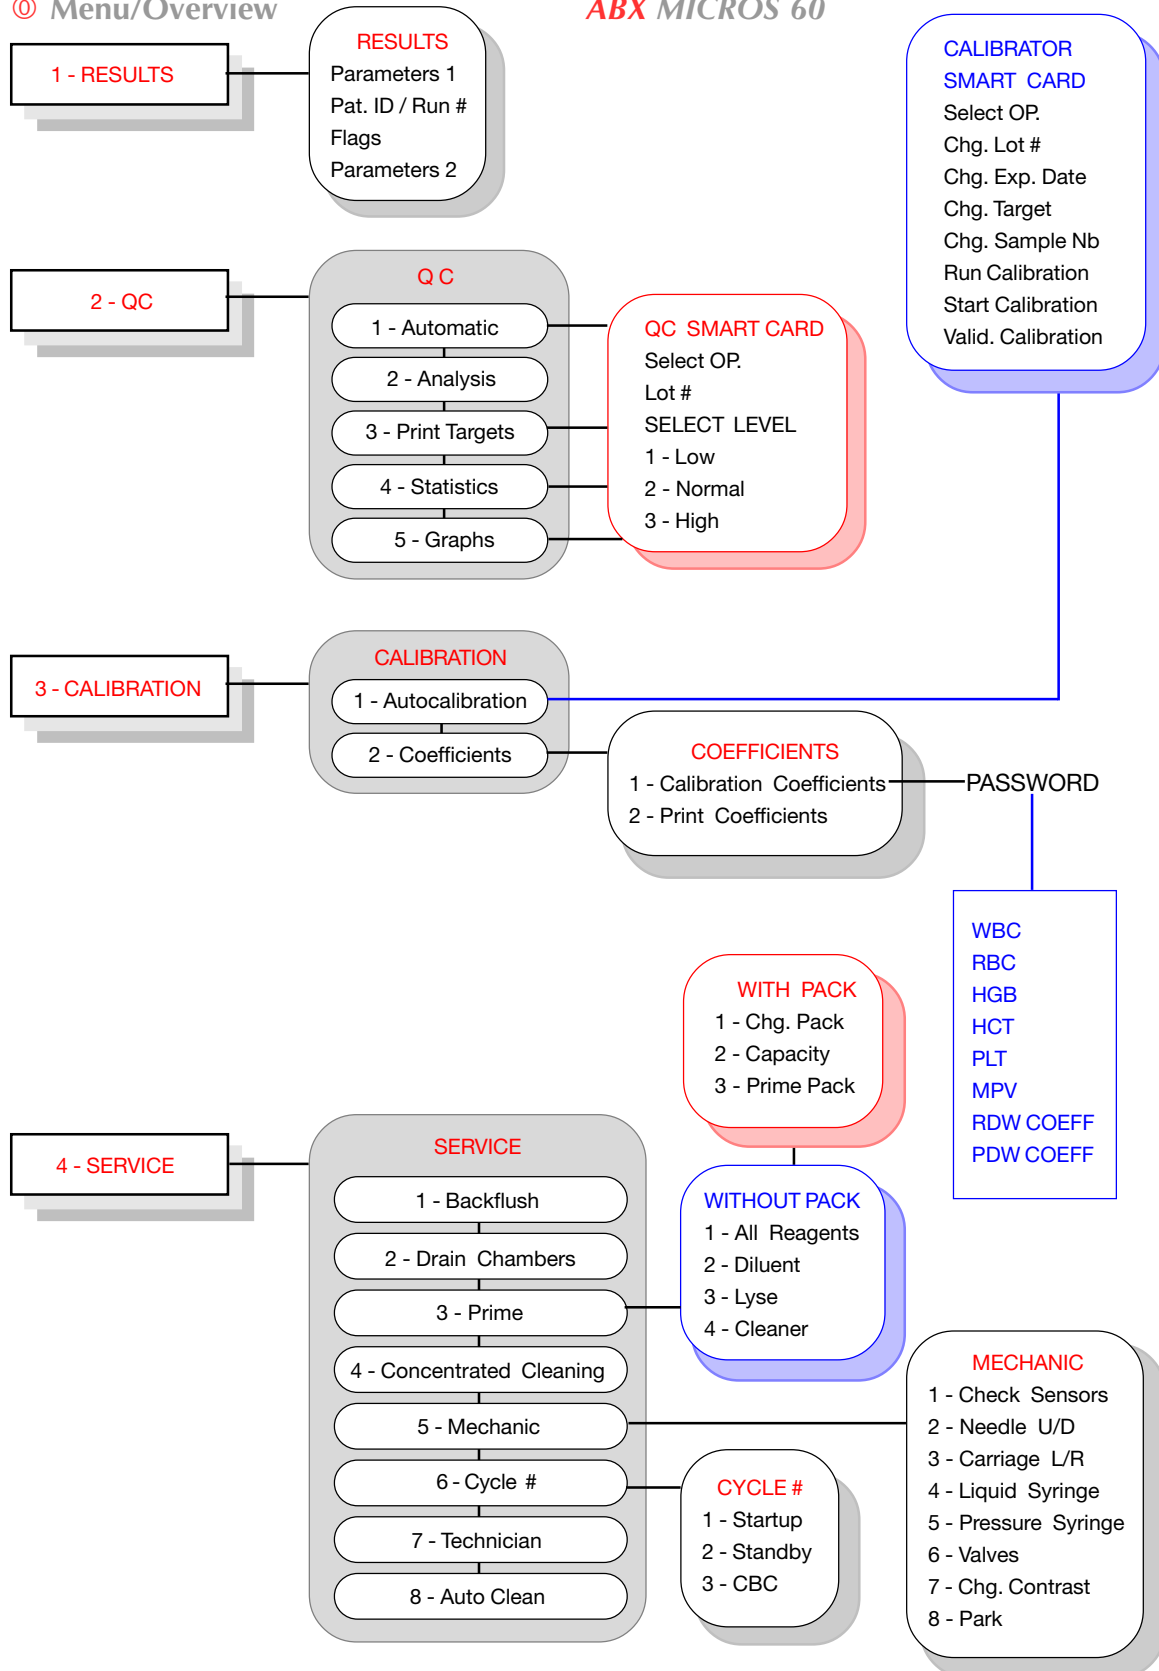 0 Menu/Overview
ABX MICROS 60
1 - RESULTS
RESULTS
Parameters 1
Pat. ID / Run #
Flags
Parameters 2
CALIBRATOR
SMART CARD
Select OP.
Chg. Lot #
Chg. Exp. Date
Chg. Target
Chg. Sample Nb
Run Calibration
Start Calibration
Valid. Calibration
2 - QC
Q C
1 - Automatic
2 - Analysis
3 - Print Targets
4 - Statistics
5 - Graphs
QC SMART CARD
Select OP.
Lot #
SELECT LEVEL
1 - Low
2 - Normal
3 - High
3 - CALIBRATION
CALIBRATION
1 - Autocalibration
2 - Coefficients
COEFFICIENTS
1 - Calibration Coefficients
2 - Print Coefficients
PASSWORD
WBC
RBC
HGB
HCT
PLT
MPV
RDW COEFF
PDW COEFF
WITH PACK
1 - Chg. Pack
2 - Capacity
3 - Prime Pack
4 - SERVICE
SERVICE
1 - Backflush
2 - Drain Chambers
3 - Prime
4 - Concentrated Cleaning
5 - Mechanic
6 - Cycle #
7 - Technician
8 - Auto Clean
WITHOUT PACK
1 - All Reagents
2 - Diluent
3 - Lyse
4 - Cleaner
MECHANIC
1 - Check Sensors
2 - Needle U/D
3 - Carriage L/R
4 - Liquid Syringe
5 - Pressure Syringe
6 - Valves
7 - Chg. Contrast
8 - Park
CYCLE #
1 - Startup
2 - Standby
3 - CBC